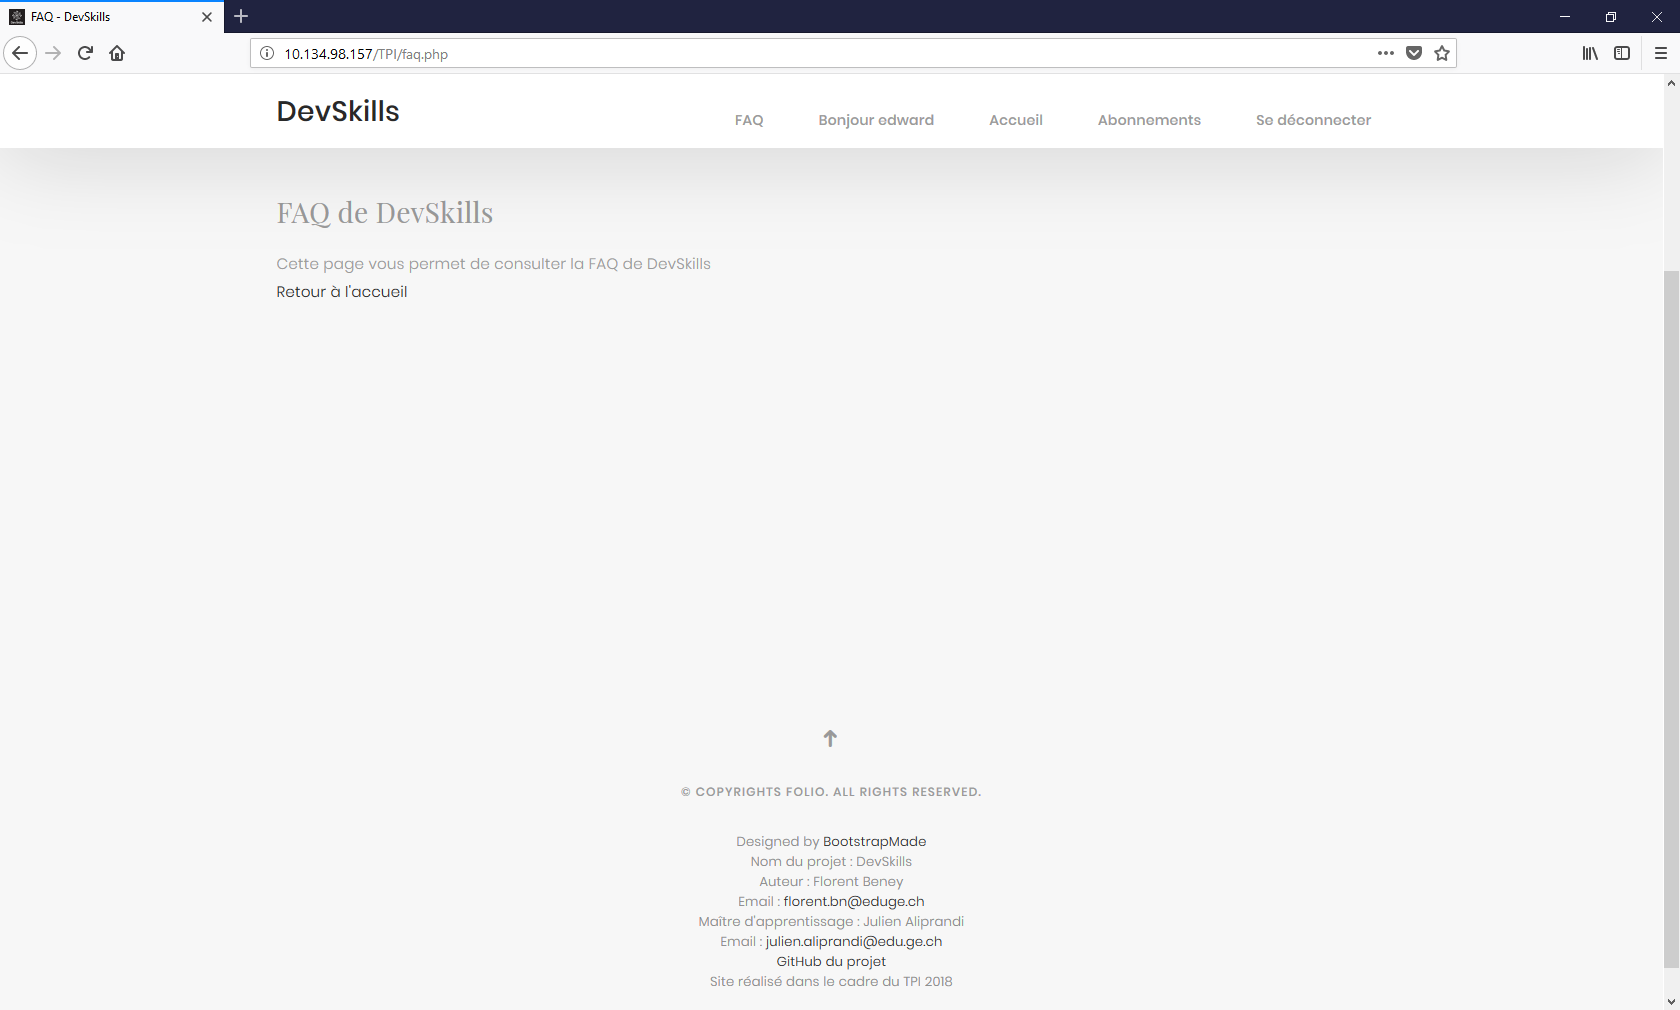 FAQ - DevSkills
10.134.98.157/TPI/faq.php
DevSkills
FAQ
Bonjour edward
Accueil
Abonnements
Se déconnecter
FAQ de DevSkills
Cette page vous permet de consulter la FAQ de DevSkills
Retour à l'accueil
© COPYRIGHTS FOLIO. ALL RIGHTS RESERVED.
Designed by BootstrapMade
Nom du projet : DevSkills
Auteur : Florent Beney
Email : florent.bn@eduge.ch
Maître d'apprentissage : Julien Aliprandi
Email : julien.aliprandi@edu.ge.ch
GitHub du projet
Site réalisé dans le cadre du TPI 2018